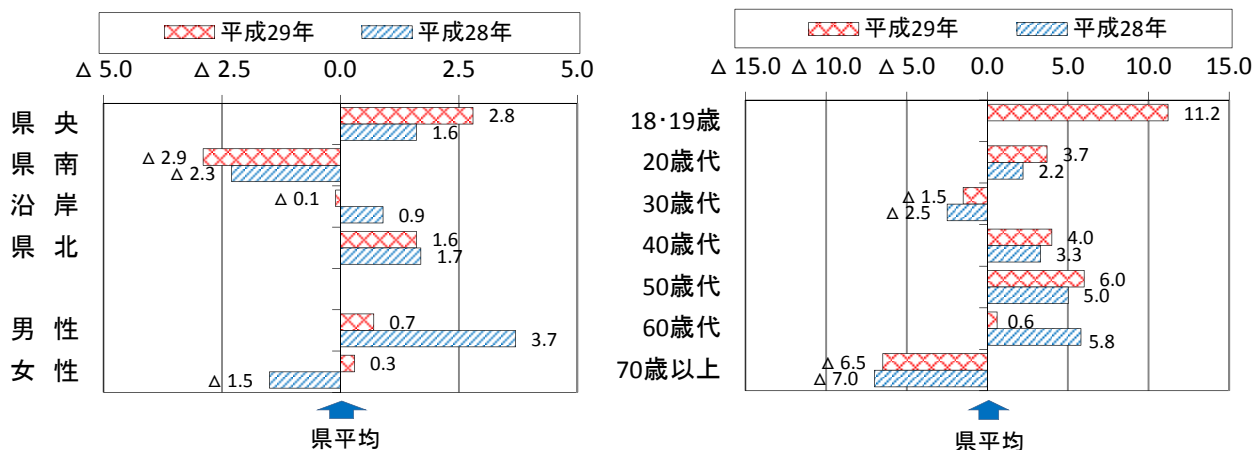 平成29年 平成28年
△ 5.0 △ 2.5 0.0 2.5 5.0
県 央 2.8
1.6
県 南 △ 2.9
△ 2.3
沿 岸 △ 0.1
0.9
県 北 1.6
1.7
男 性 0.7
3.7
女 性 0.3
△ 1.5
県平均
平成29年 平成28年
△ 15.0 △ 10.0 △ 5.0 0.0 5.0 10.0 15.0
18･19歳 11.2
20歳代 3.7
2.2
30歳代 △ 1.5
△ 2.5
40歳代 4.0
3.3
50歳代 6.0
5.0
60歳代 0.6
5.8
70歳以上 △ 6.5
△ 7.0
県平均